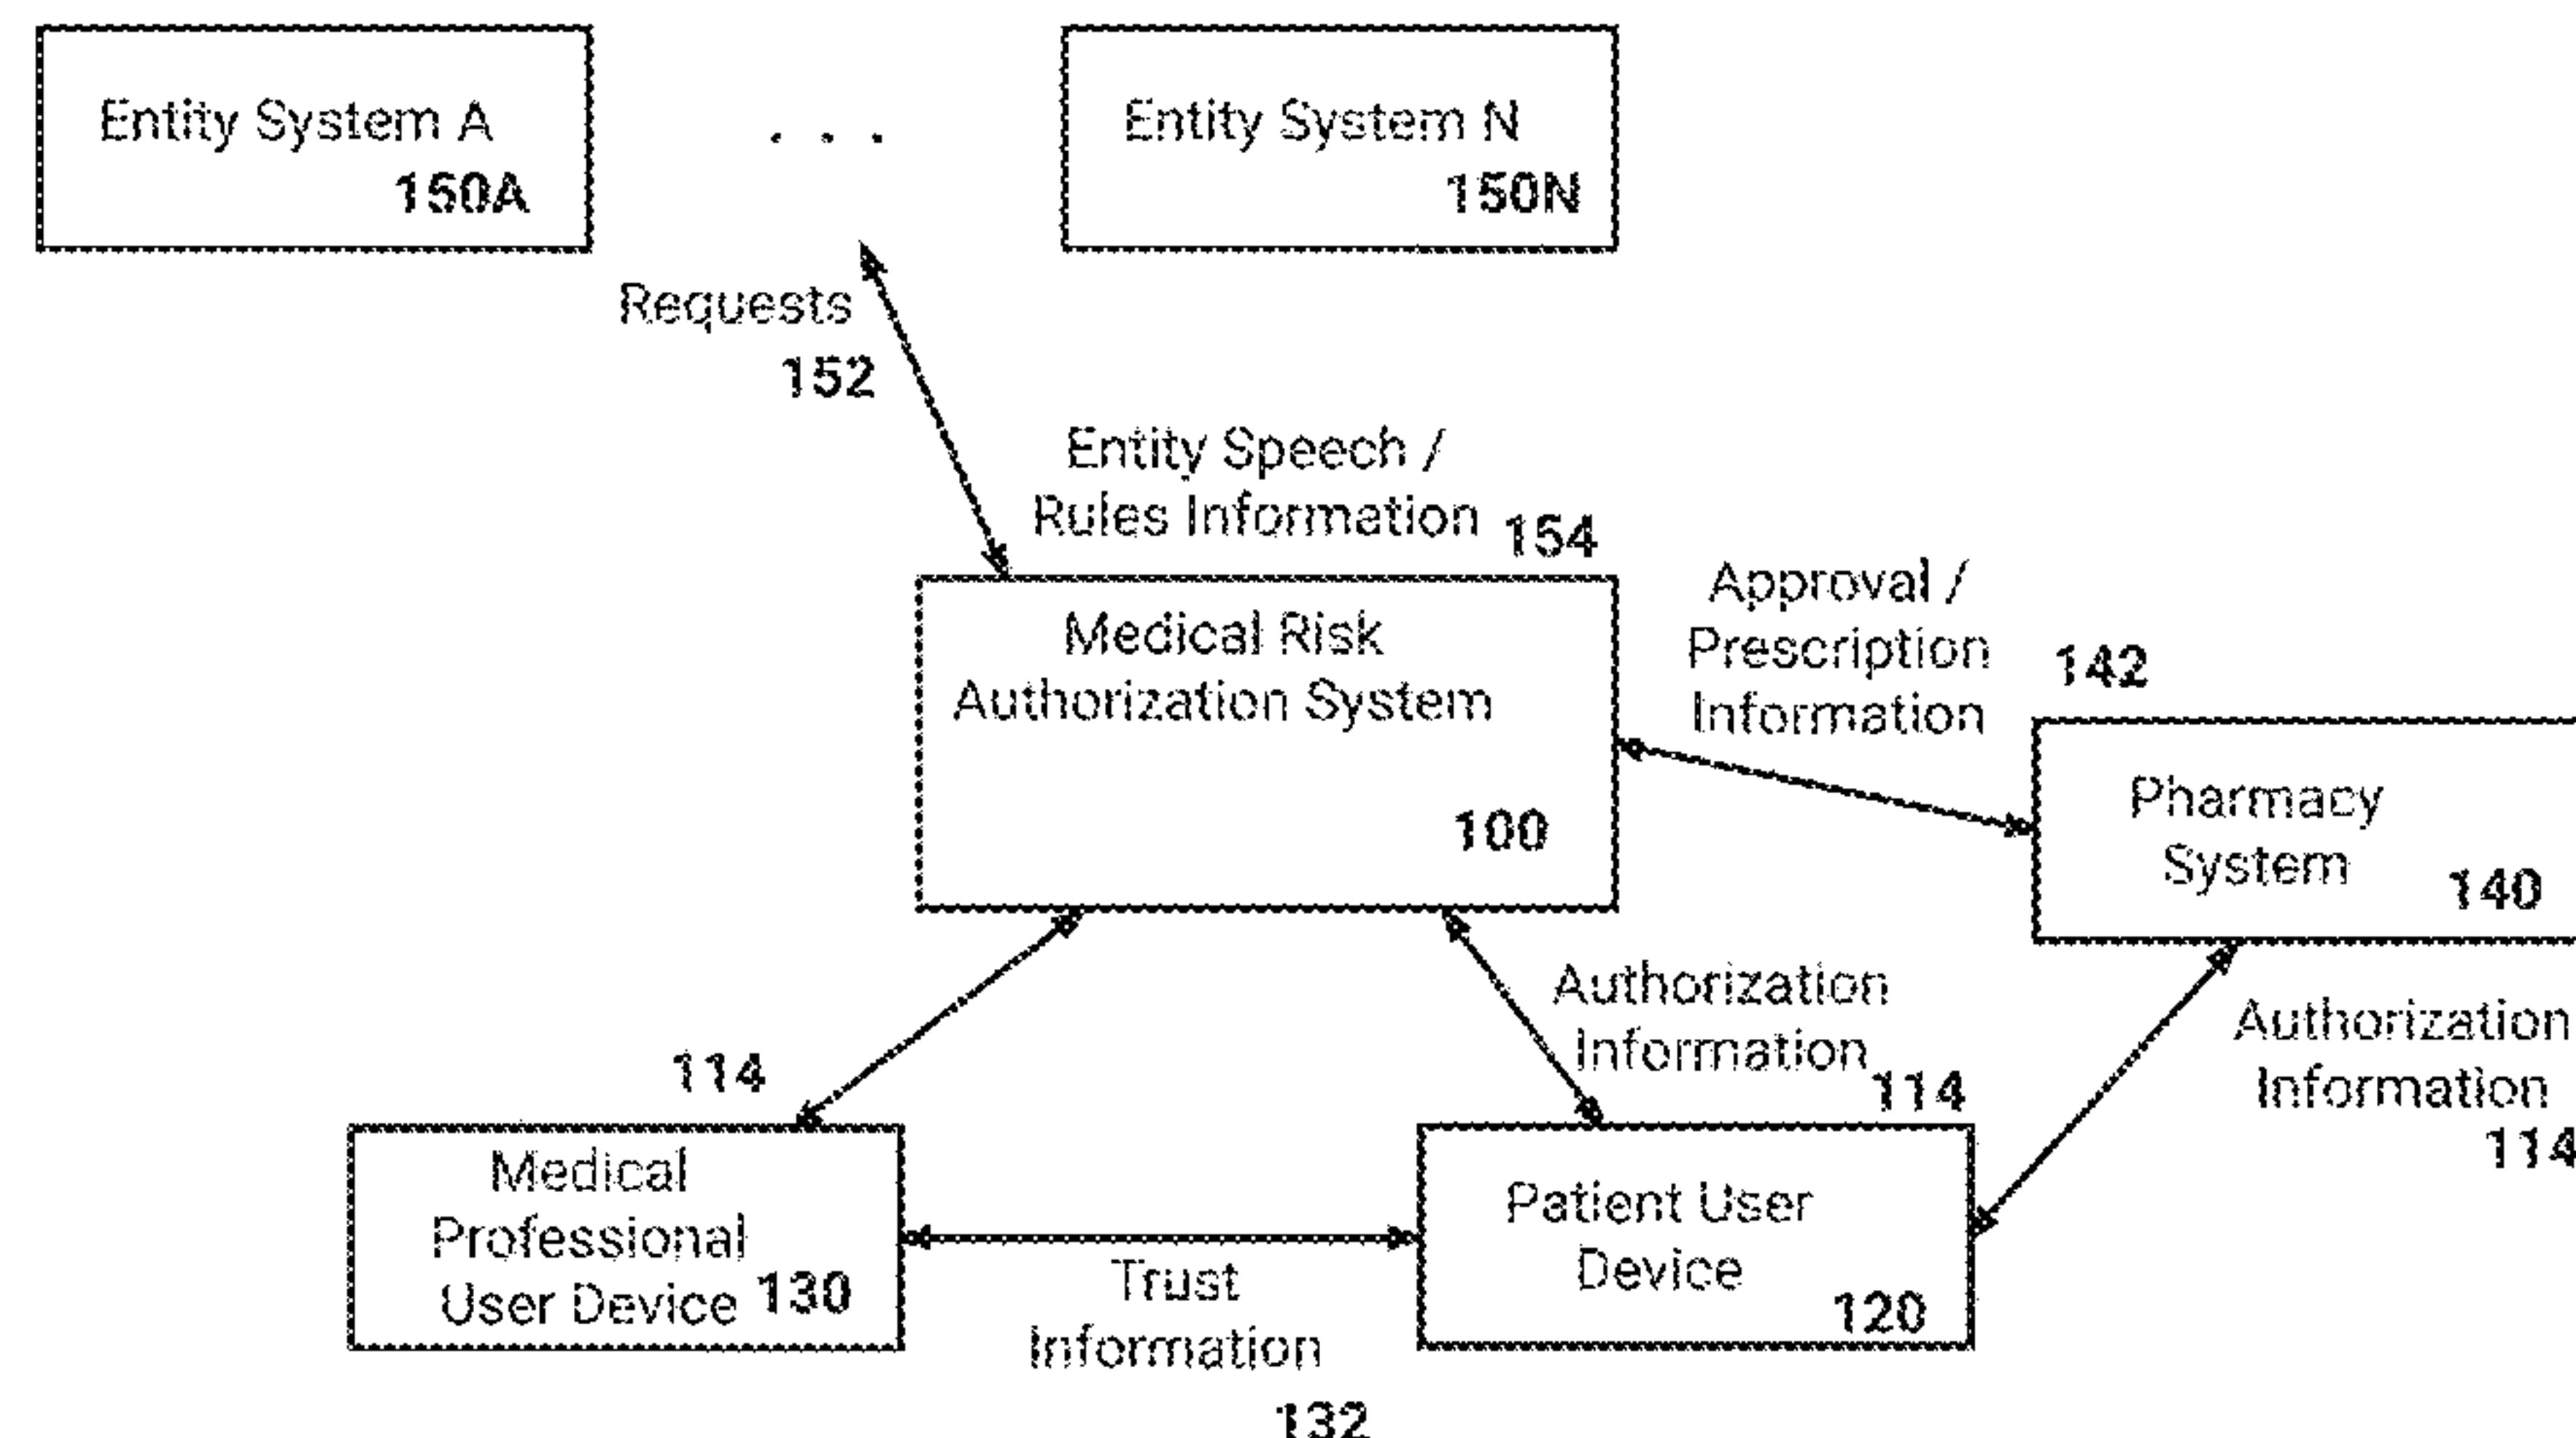 Entity System A
150A
. . .
Entity System N
150N
Requests
152
Entity Speech /
Rules Information 154
Medical Risk
Authorization System
100
Approval /
Prescription
Information
142
Pharmacy
System
140
Authorization
Information
114
Authorization
Information
114
114
Medical
Professional
User Device 130
Trust
Information
132
Patient User
Device
120